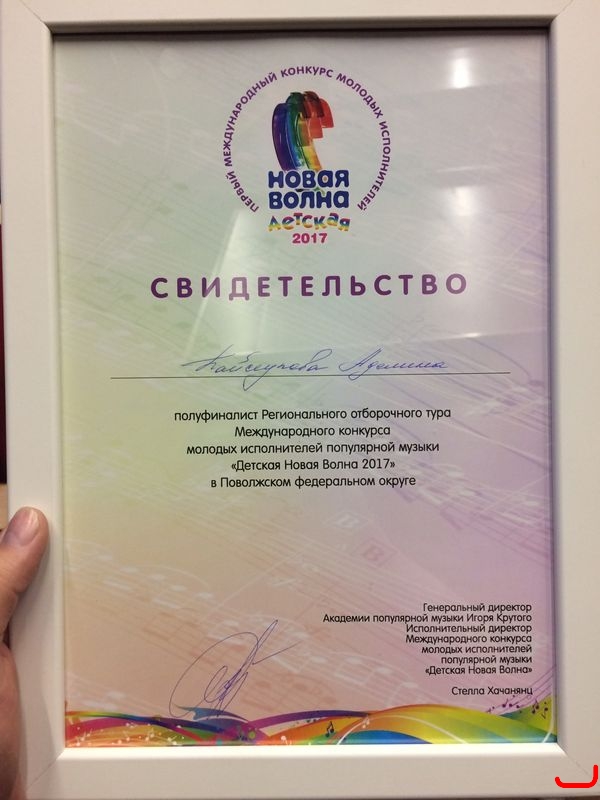 ПЕРВЫЙ МЕЖДУНАРОДНЫЙ КОНКУРС МОЛОДЫХ ИСПОЛНИТЕЛЕЙ
НОВАЯ
ВОЛНА
детская
2017
СВИДЕТЕЛЬСТВО
Аделина
полуфиналист Регионального отборочного тура
Международного конкурса
молодых исполнителей популярной музыки
«Детская Новая Волна 2017»
в Поволжском федеральном округе
Генеральный директор
Академии популярной музыки Игоря Крутого
Исполнительный директор
Международного конкурса
молодых исполнителей
популярной музыки
«Детская Новая Волна»
Стелла Хачанянц